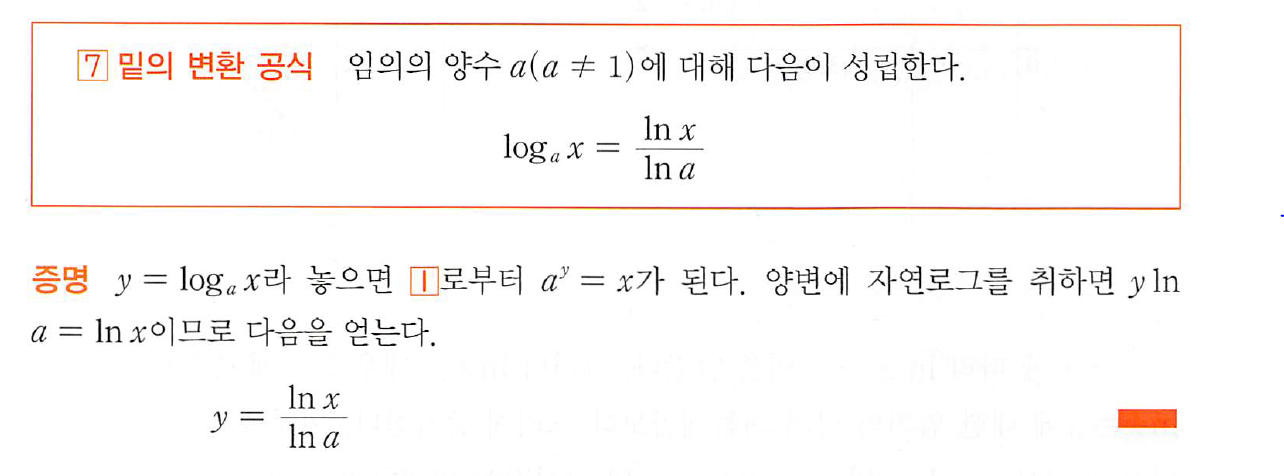 7 밑의 변환 공식 임의의 양수 a(a ≠ 1)에 대해 다음이 성립한다.
logₐ x = ln x / ln a
증명 y = logₐ x라 놓으면 1로부터 aʸ = x가 된다. 양변에 자연로그를 취하면 y ln
a = ln x이므로 다음을 얻는다.
y = ln x / ln a